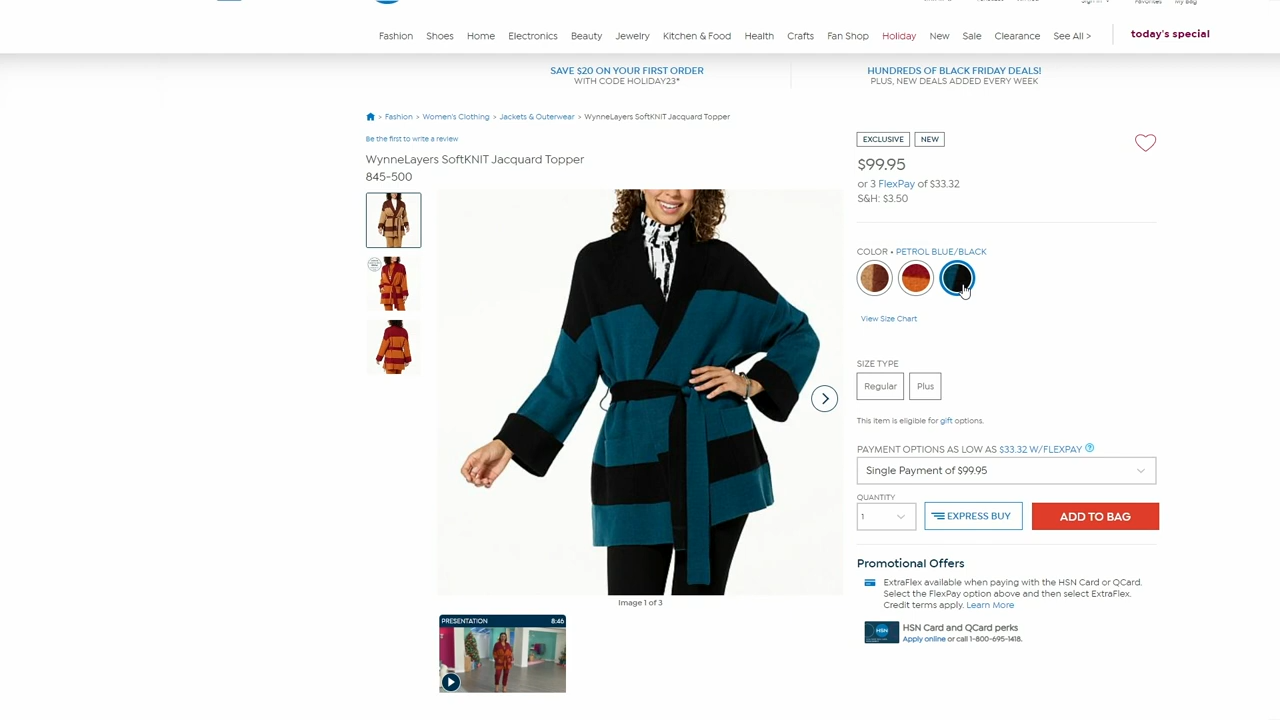 Fashion Shoes Home Electronics Beauty Jewelry Kitchen & Food Health Crafts Fan Shop Holiday New Sale Clearance See All > today's special
SAVE $20 ON YOUR FIRST ORDER
WITH CODE HOLIDAY23*
HUNDREDS OF BLACK FRIDAY DEALS!
PLUS, NEW DEALS ADDED EVERY WEEK
> Fashion > Women's Clothing > Jackets & Outerwear > WynneLayers SoftKNIT Jacquard Topper
Be the first to write a review
WynneLayers SoftKNIT Jacquard Topper
845-500
Image 1 of 3
PRESENTATION 8:46
EXCLUSIVE NEW
$99.95
or 3 FlexPay of $33.32
S&H: $3.50
COLOR • PETROL BLUE/BLACK
View Size Chart
SIZE TYPE
Regular Plus
This item is eligible for gift options.
PAYMENT OPTIONS AS LOW AS $33.32 W/FLEXPAY ?
Single Payment of $99.95
QUANTITY
1 EXPRESS BUY ADD TO BAG
Promotional Offers
ExtraFlex available when paying with the HSN Card or QCard.
Select the FlexPay option above and then select ExtraFlex.
Credit terms apply. Learn More
HSN
HSN Card and QCard perks
Apply online or call 1-800-695-1418.